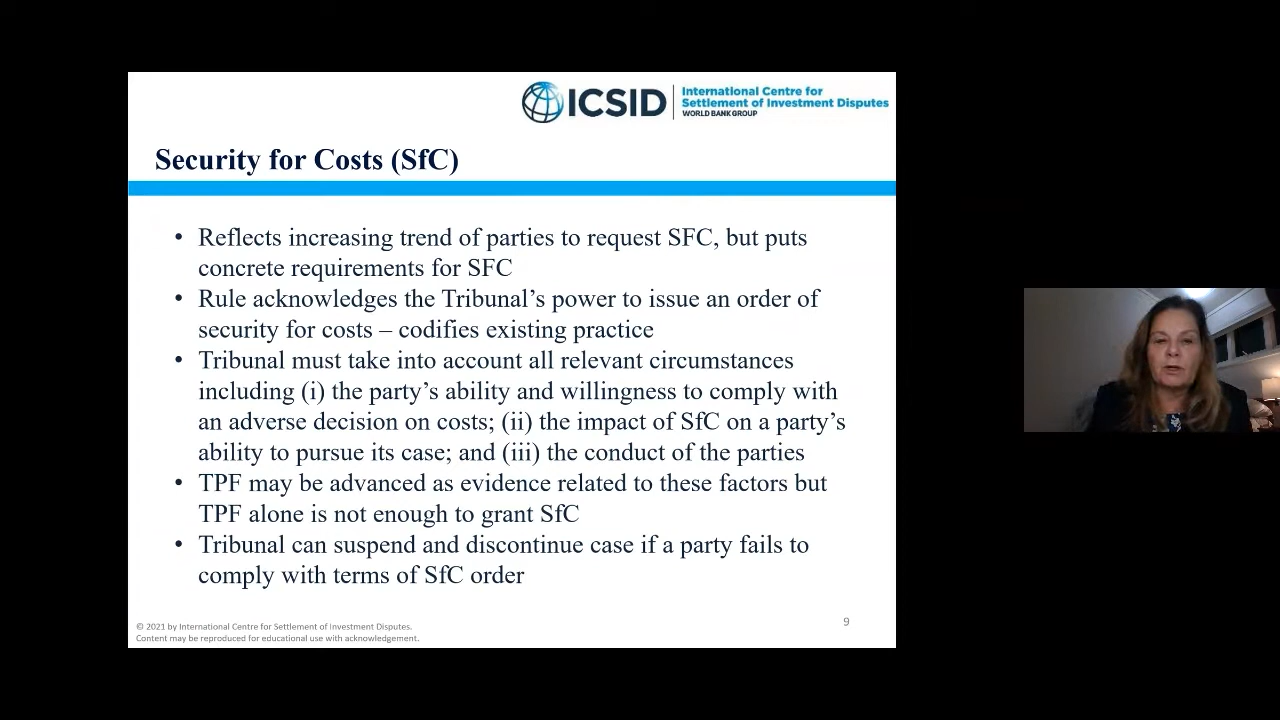 ICSID
International Centre for
Settlement of Investment Disputes
WORLD BANK GROUP
Security for Costs (SfC)
• Reflects increasing trend of parties to request SFC, but puts
concrete requirements for SFC
• Rule acknowledges the Tribunal’s power to issue an order of
security for costs – codifies existing practice
• Tribunal must take into account all relevant circumstances
including (i) the party’s ability and willingness to comply with
an adverse decision on costs; (ii) the impact of SfC on a party’s
ability to pursue its case; and (iii) the conduct of the parties
• TPF may be advanced as evidence related to these factors but
TPF alone is not enough to grant SfC
• Tribunal can suspend and discontinue case if a party fails to
comply with terms of SfC order
© 2021 by International Centre for Settlement of Investment Disputes.
Content may be reproduced for educational use with acknowledgement.
9